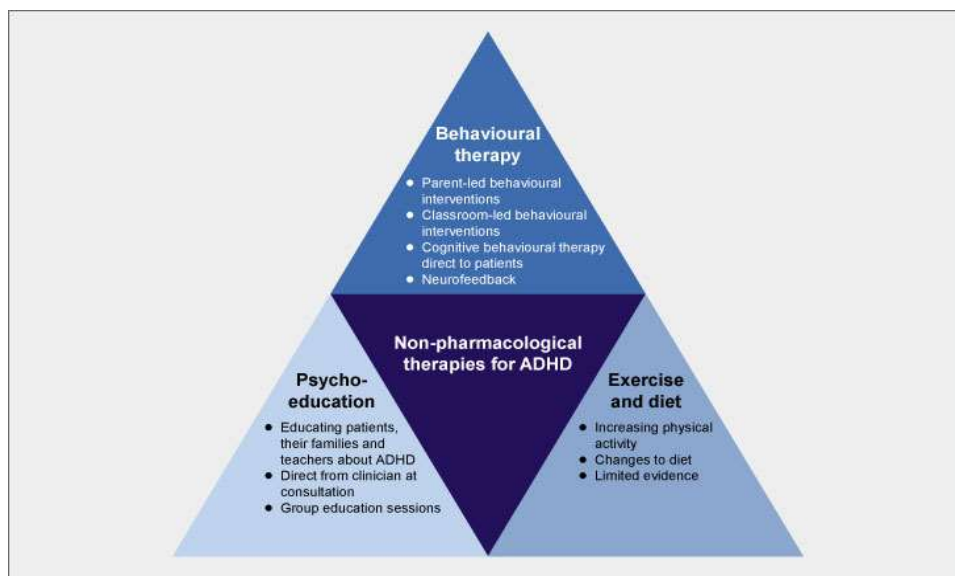 Behavioural
therapy
● Parent-led behavioural
interventions
● Classroom-led behavioural
interventions
● Cognitive behavioural therapy
direct to patients
● Neurofeedback
Non-pharmacological
therapies for ADHD
Psycho-
education
● Educating patients,
their families and
teachers about ADHD
● Direct from clinician at
consultation
● Group education sessions
Exercise
and diet
● Increasing physical
activity
● Changes to diet
● Limited evidence